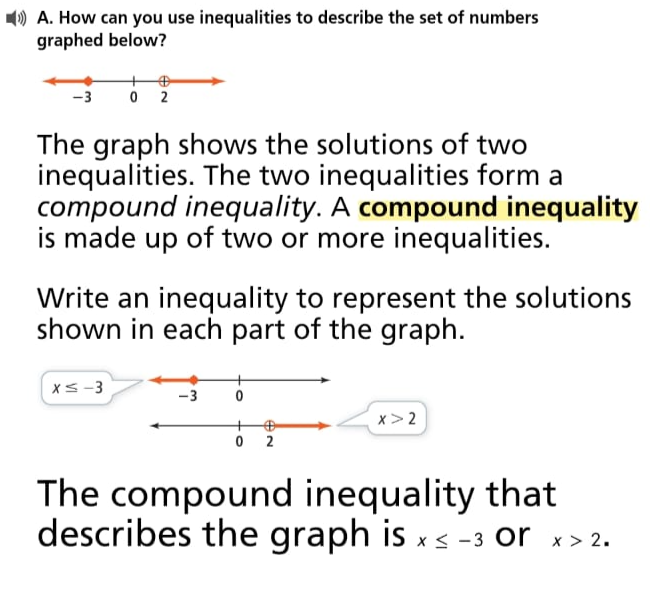 A. How can you use inequalities to describe the set of numbers
graphed below?
−3 0 2
The graph shows the solutions of two
inequalities. The two inequalities form a
compound inequality. A compound inequality
is made up of two or more inequalities.
Write an inequality to represent the solutions
shown in each part of the graph.
x ≤ −3
−3 0
x > 2
0 2
The compound inequality that
describes the graph is x ≤ −3 or x > 2.